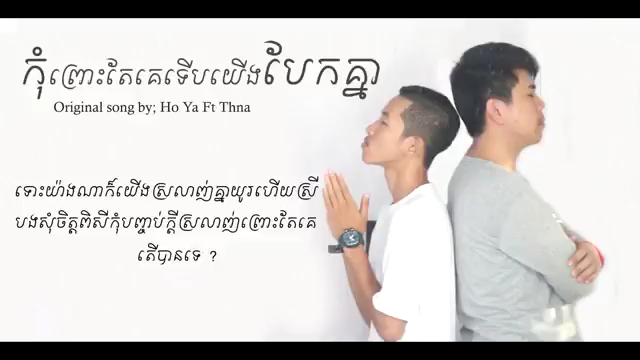 កុំព្រោះតែគេទើបយើងបែកគ្នា
Original song by; Ho Ya Ft Thna
ទោះយ៉ាងណាក៏យើងស្រលាញ់គ្នាយូរហើយស្រី
បងសុំចិត្តពិសីកុំបញ្ចប់ក្ដីស្រលាញ់ព្រោះតែគេ
តើបានទេ ?